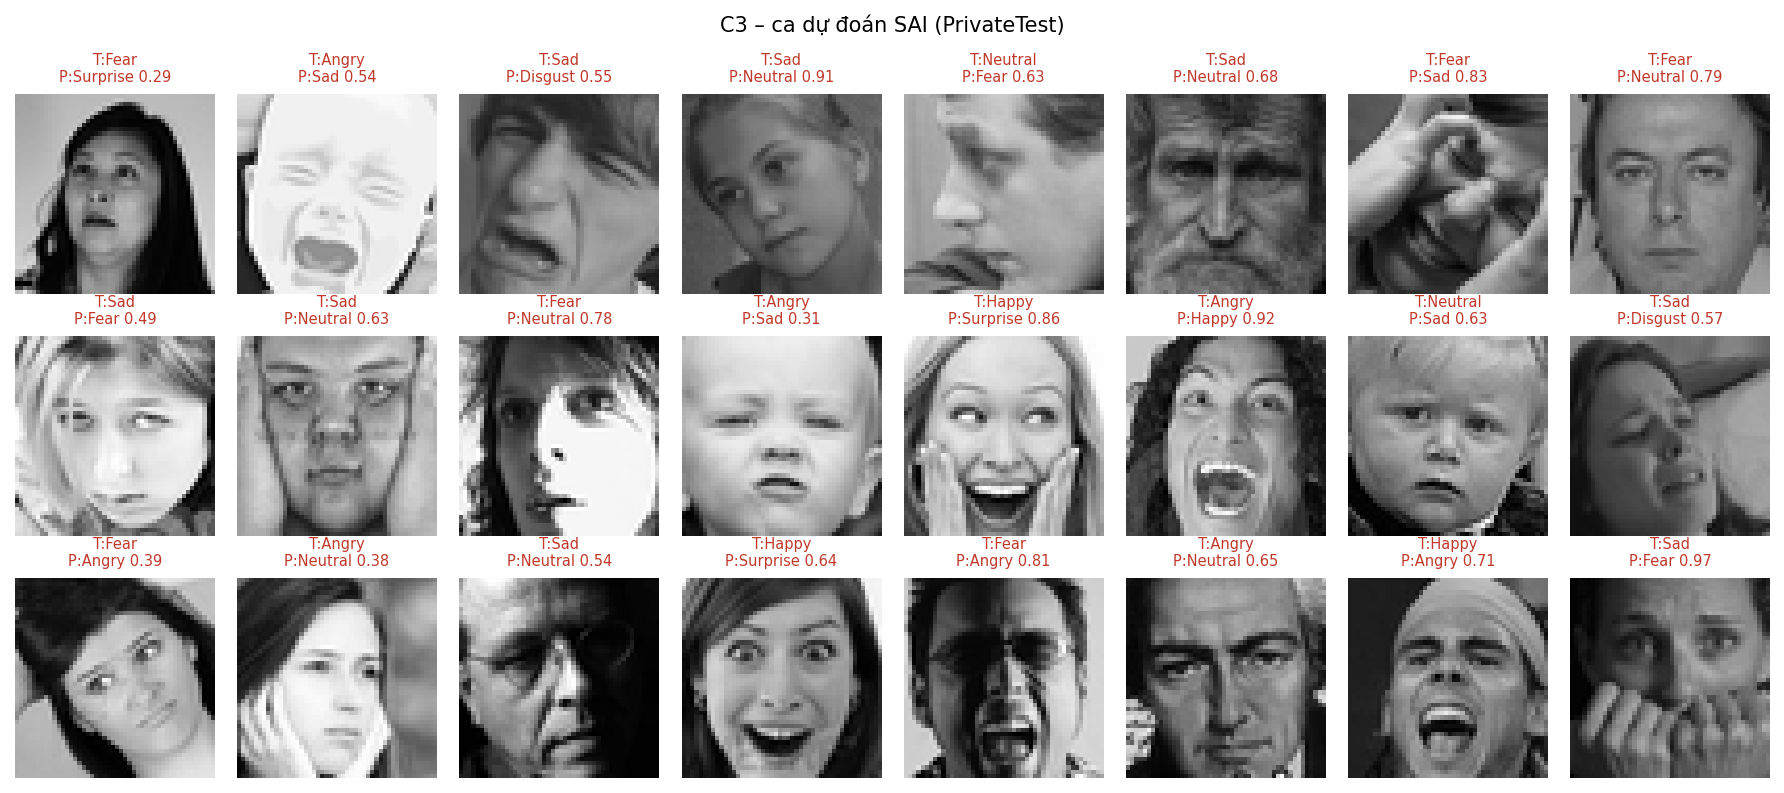 C3 – ca dự đoán SAI (PrivateTest)
T:Fear
P:Surprise 0.29
T:Angry
P:Sad 0.54
T:Sad
P:Disgust 0.55
T:Sad
P:Neutral 0.91
T:Neutral
P:Fear 0.63
T:Sad
P:Neutral 0.68
T:Fear
P:Sad 0.83
T:Fear
P:Neutral 0.79
T:Sad
P:Fear 0.49
T:Sad
P:Neutral 0.63
T:Fear
P:Neutral 0.78
T:Angry
P:Sad 0.31
T:Happy
P:Surprise 0.86
T:Angry
P:Happy 0.92
T:Neutral
P:Sad 0.63
T:Sad
P:Disgust 0.57
T:Fear
P:Angry 0.39
T:Angry
P:Neutral 0.38
T:Sad
P:Neutral 0.54
T:Happy
P:Surprise 0.64
T:Fear
P:Angry 0.81
T:Angry
P:Neutral 0.65
T:Happy
P:Angry 0.71
T:Sad
P:Fear 0.97